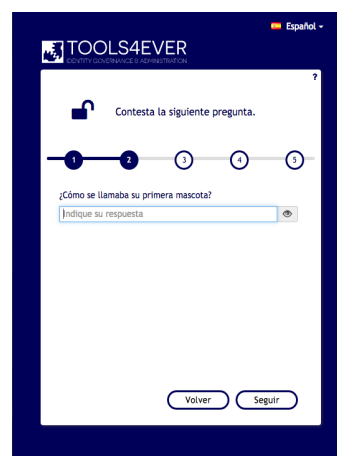 Español
TOOLS4EVER
IDENTITY GOVERNANCE & ADMINISTRATION
?
Contesta la siguiente pregunta.
1 2 3 4 5
¿Cómo se llamaba su primera mascota?
Indique su respuesta
Volver Seguir